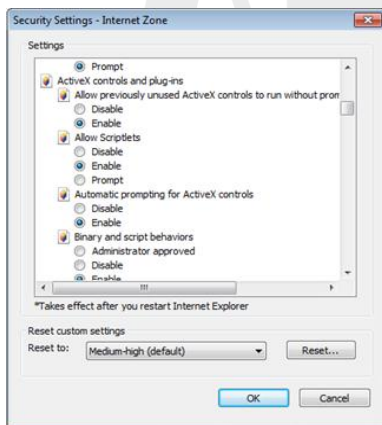 Security Settings - Internet Zone
Settings
Prompt
ActiveX controls and plug-ins
Allow previously unused ActiveX controls to run without pron
Disable
Enable
Allow Scriptlets
Disable
Enable
Prompt
Automatic prompting for ActiveX controls
Disable
Enable
Binary and script behaviors
Administrator approved
Disable
Enable
*Takes effect after you restart Internet Explorer
Reset custom settings
Reset to: Medium-high (default) Reset...
OK Cancel